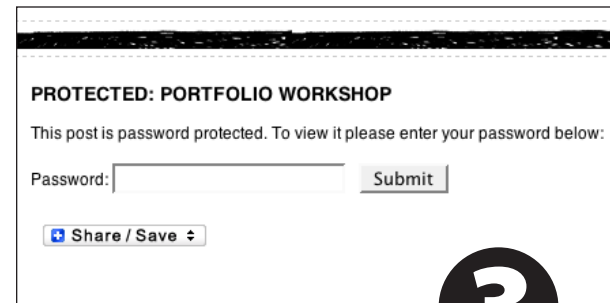 PROTECTED: PORTFOLIO WORKSHOP
This post is password protected. To view it please enter your password below:
Password: Submit
Share / Save
3